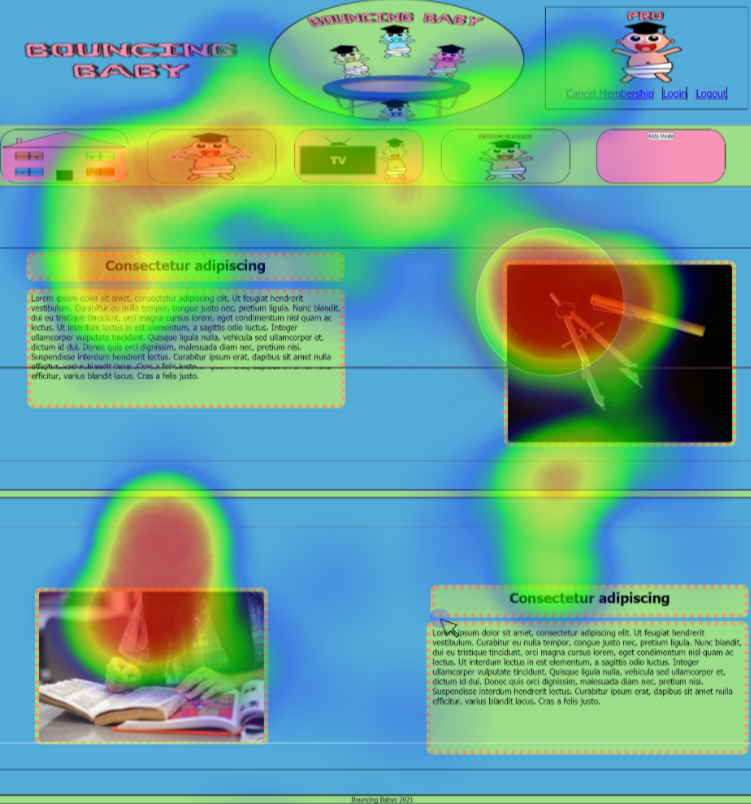 BOUNCING
BABY
BOUNCING BABY
PRO
Cancel Membership Login Logout
TV
Kids Mode
Consectetur adipiscing
Lorem ipsum dolor sit amet, consectetur adipiscing elit. Ut feugiat hendrerit
vestibulum. Curabitur eu nulla tempor, congue justo nec, pretium ligula. Nunc blandit,
dui eu tristique tincidunt, orci magna cursus lorem, eget condimentum nisl quam ac
lectus. Ut interdum lectus in est elementum, a sagittis odio luctus. Integer
ullamcorper vulputate tincidunt. Quisque ligula nulla, vehicula sed ullamcorper et,
dictum id dui. Donec quis orci dignissim, malesuada diam nec, pretium nisi.
Suspendisse interdum hendrerit lectus. Curabitur ipsum erat, dapibus sit amet nulla
efficitur, varius blandit lacus. Cras a felis justo.
Consectetur adipiscing
Lorem ipsum dolor sit amet, consectetur adipiscing elit. Ut feugiat hendrerit
vestibulum. Curabitur eu nulla tempor, congue justo nec, pretium ligula. Nunc blandit,
dui eu tristique tincidunt, orci magna cursus lorem, eget condimentum nisl quam ac
lectus. Ut interdum lectus in est elementum, a sagittis odio luctus. Integer
ullamcorper vulputate tincidunt. Quisque ligula nulla, vehicula sed ullamcorper et,
dictum id dui. Donec quis orci dignissim, malesuada diam nec, pretium nisi.
Suspendisse interdum hendrerit lectus. Curabitur ipsum erat, dapibus sit amet nulla
efficitur, varius blandit lacus. Cras a felis justo.
Bouncing Babys 2021